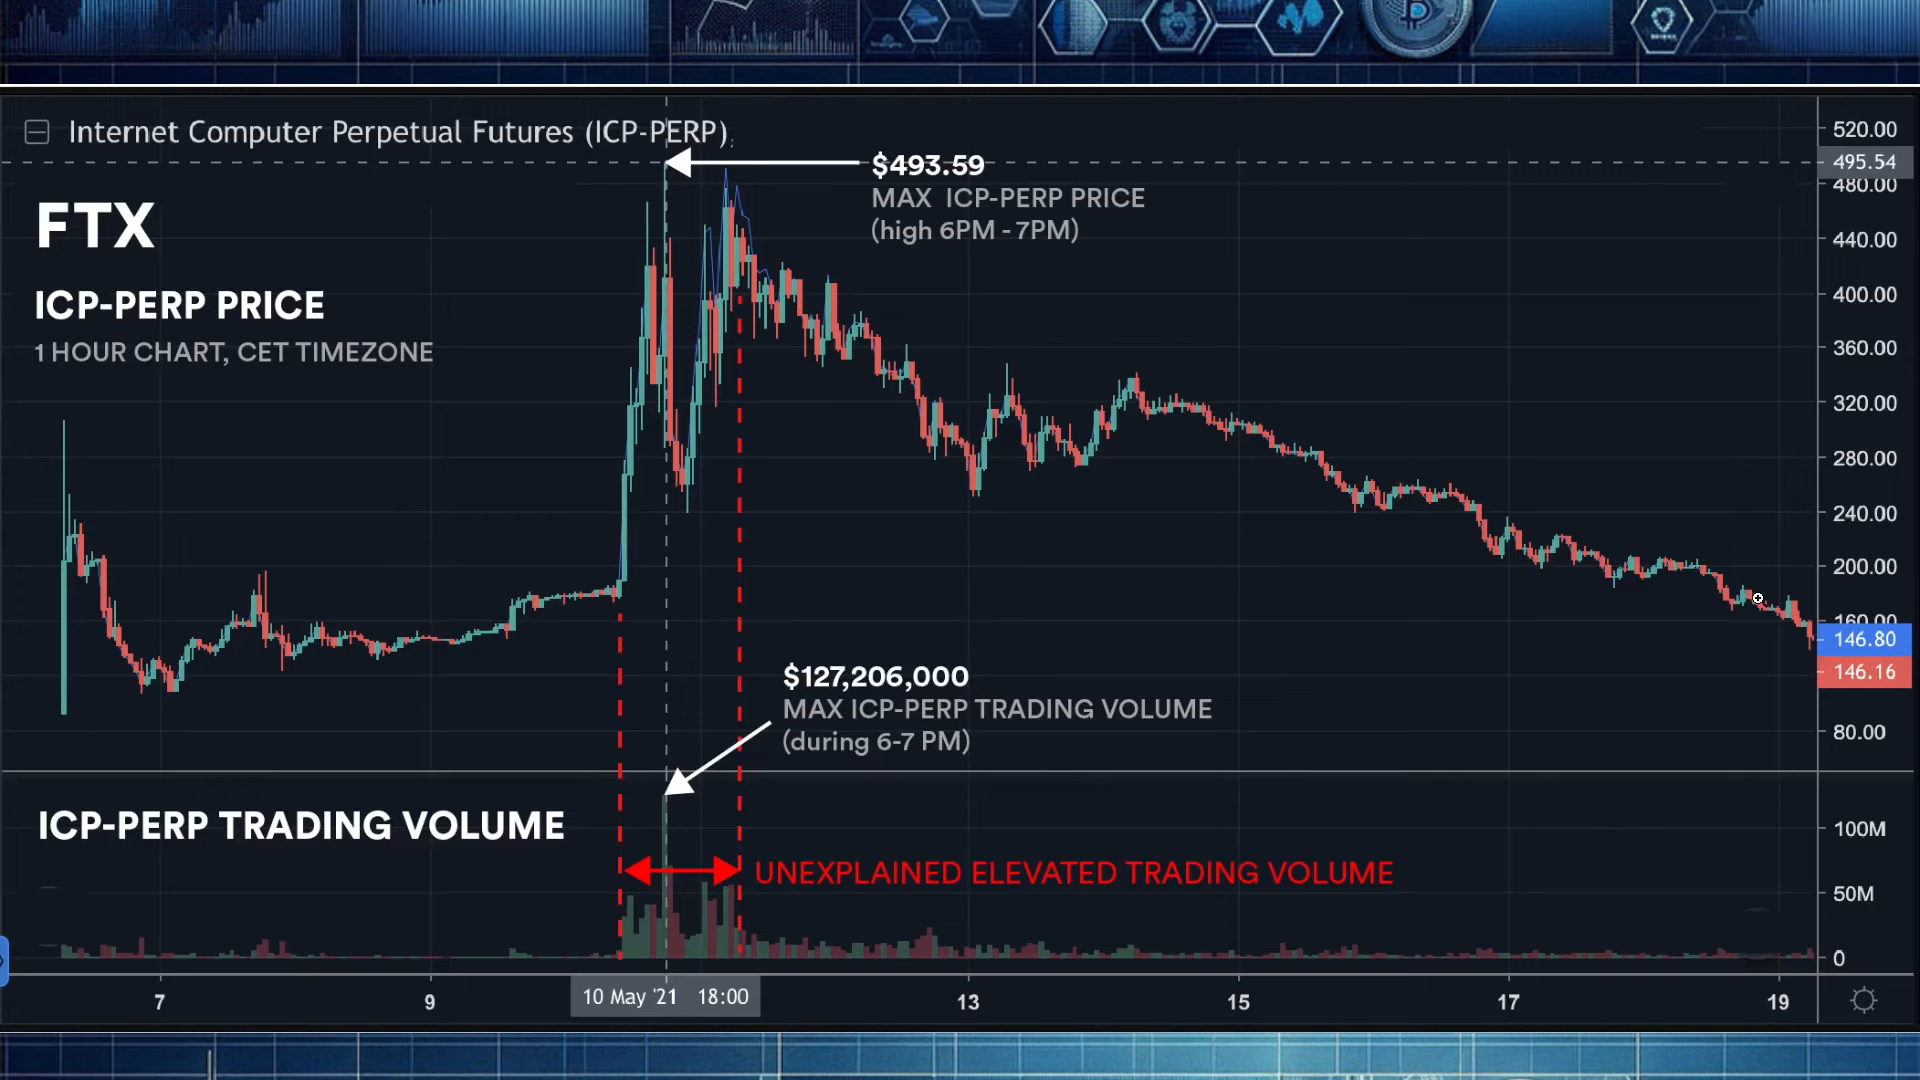 Internet Computer Perpetual Futures (ICP-PERP)
520.00
495.54
480.00
440.00
400.00
360.00
320.00
280.00
240.00
200.00
160.00
146.80
146.16
80.00
$493.59
MAX ICP-PERP PRICE
(high 6PM - 7PM)
FTX
ICP-PERP PRICE
1 HOUR CHART, CET TIMEZONE
$127,206,000
MAX ICP-PERP TRADING VOLUME
(during 6-7 PM)
ICP-PERP TRADING VOLUME
UNEXPLAINED ELEVATED TRADING VOLUME
100M
50M
0
7
9
10 May '21 18:00
13
15
17
19